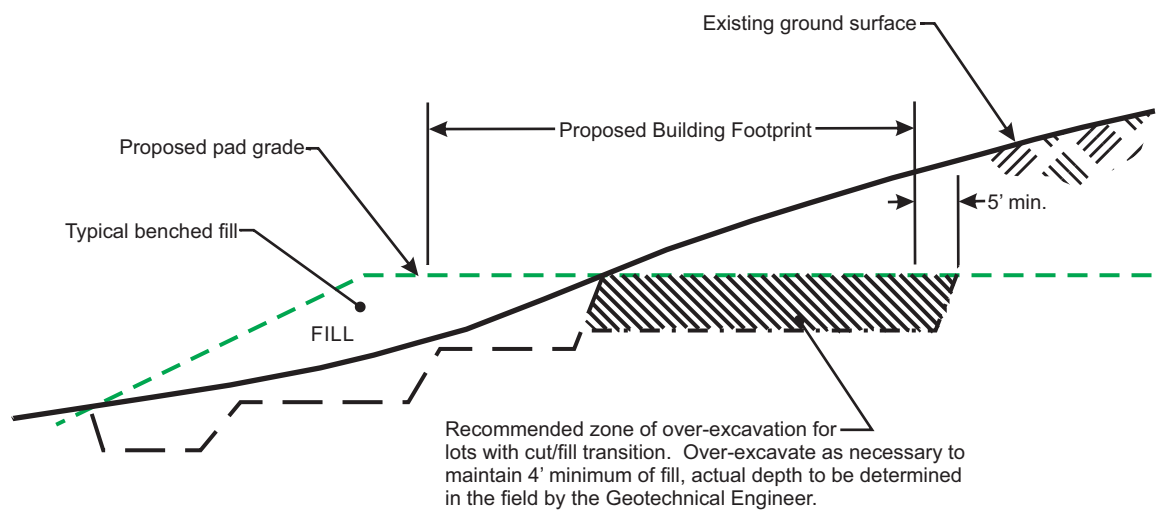 Existing ground surface
Proposed Building Footprint
Proposed pad grade
5’ min.
Typical benched fill
FILL
Recommended zone of over-excavation for
lots with cut/fill transition.  Over-excavate as necessary to
maintain 4’ minimum of fill, actual depth to be determined
in the field by the Geotechnical Engineer.